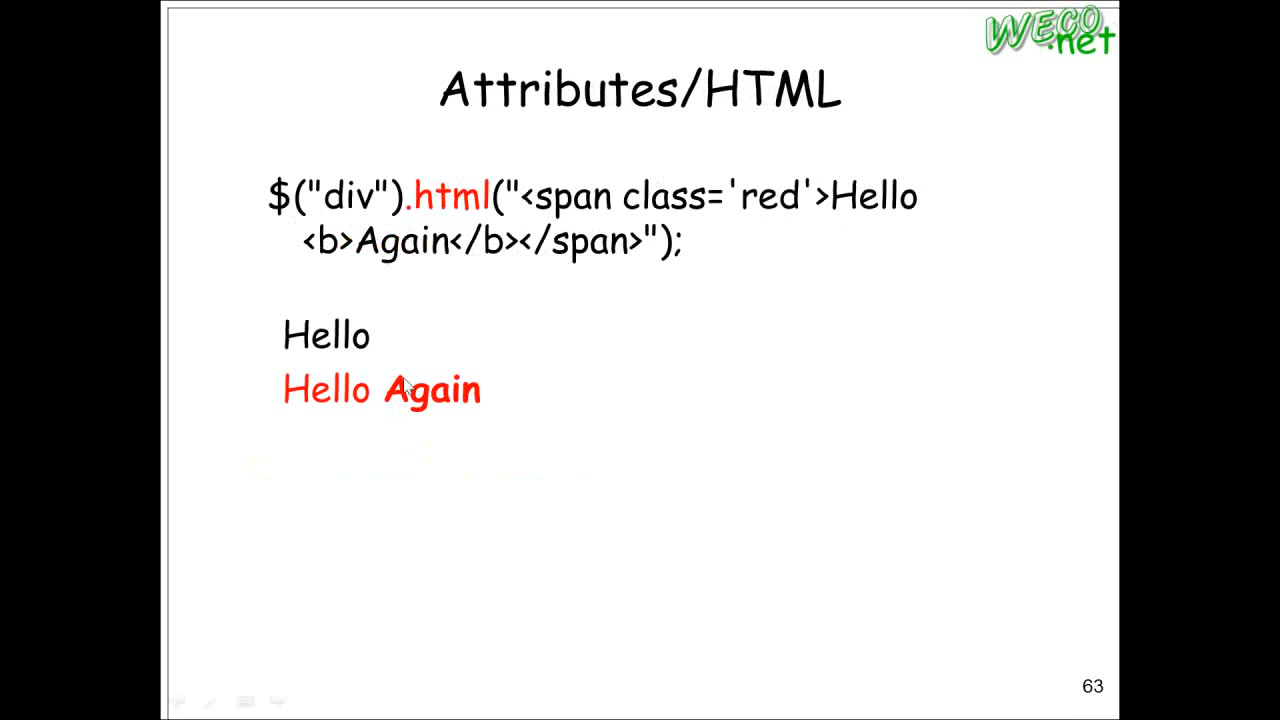 WECO
.net
Attributes/HTML
$("div").html("<span class='red'>Hello
<b>Again</b></span>");
Hello
Hello Again
63